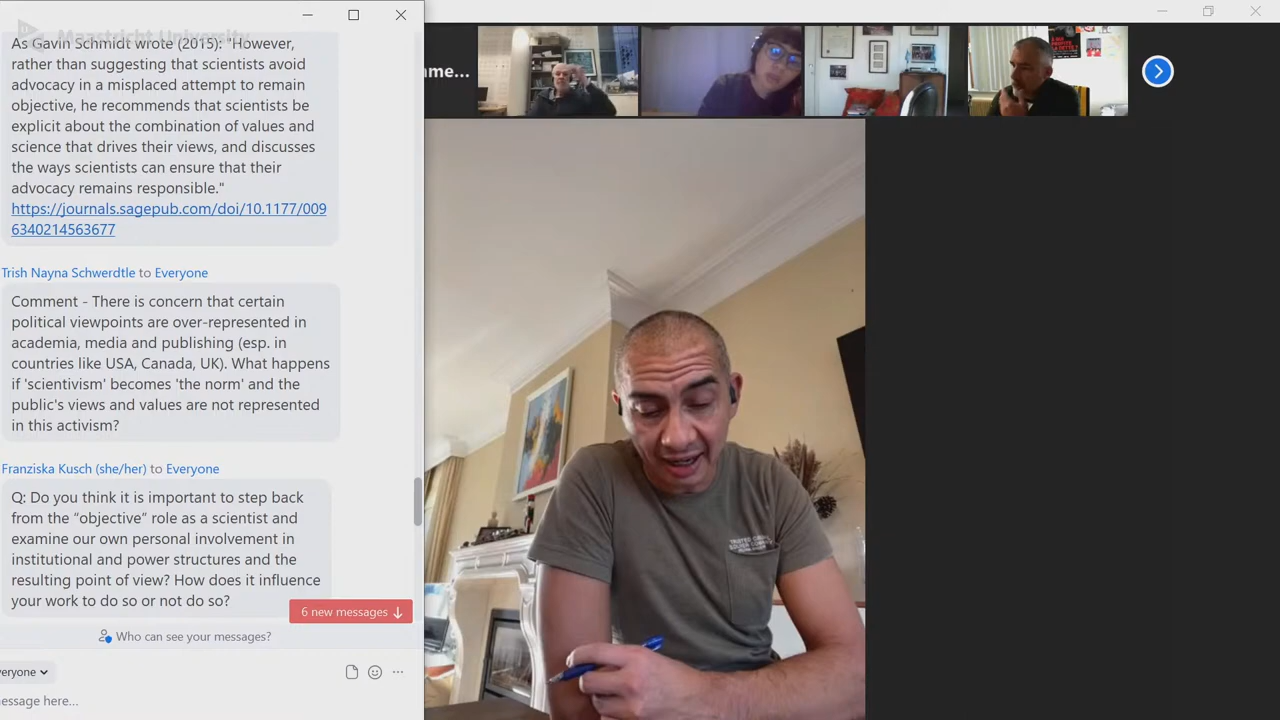 Maastricht University
As Gavin Schmidt wrote (2015): "However,
rather than suggesting that scientists avoid
advocacy in a misplaced attempt to remain
objective, he recommends that scientists be
explicit about the combination of values and
science that drives their views, and discusses
the ways scientists can ensure that their
advocacy remains responsible."
https://journals.sagepub.com/doi/10.1177/009
6340214563677
Trish Nayna Schwerdtle to Everyone
Comment - There is concern that certain
political viewpoints are over-represented in
academia, media and publishing (esp. in
countries like USA, Canada, UK). What happens
if 'scientivism' becomes 'the norm' and the
public's views and values are not represented
in this activism?
Franziska Kusch (she/her) to Everyone
Q: Do you think it is important to step back
from the “objective” role as a scientist and
examine our own personal involvement in
institutional and power structures and the
resulting point of view? How does it influence
your work to do so or not do so?
6 new messages
Who can see your messages?
eryone
essage here...
me...